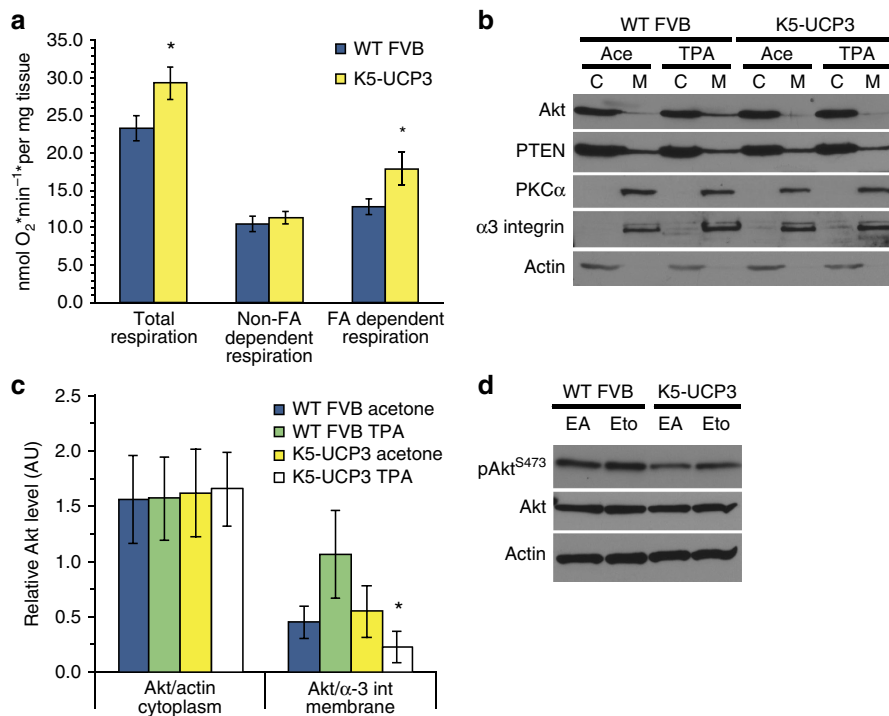 a
35.0
30.0
25.0
20.0
15.0
10.0
5.0
0.0
nmol O₂*min⁻¹*per mg tissue
*
*
WT FVB
K5-UCP3
Total respiration
Non-FA dependent respiration
FA dependent respiration
b
WT FVB K5-UCP3
Ace TPA Ace TPA
C M C M C M C M
Akt
PTEN
PKCα
α3 integrin
Actin
c
2.5
2.0
1.5
1.0
0.5
0.0
Relative Akt level (AU)
WT FVB acetone
WT FVB TPA
K5-UCP3 acetone
K5-UCP3 TPA
*
Akt/actin cytoplasm
Akt/α-3 int membrane
d
WT FVB K5-UCP3
EA Eto EA Eto
pAktS473
Akt
Actin